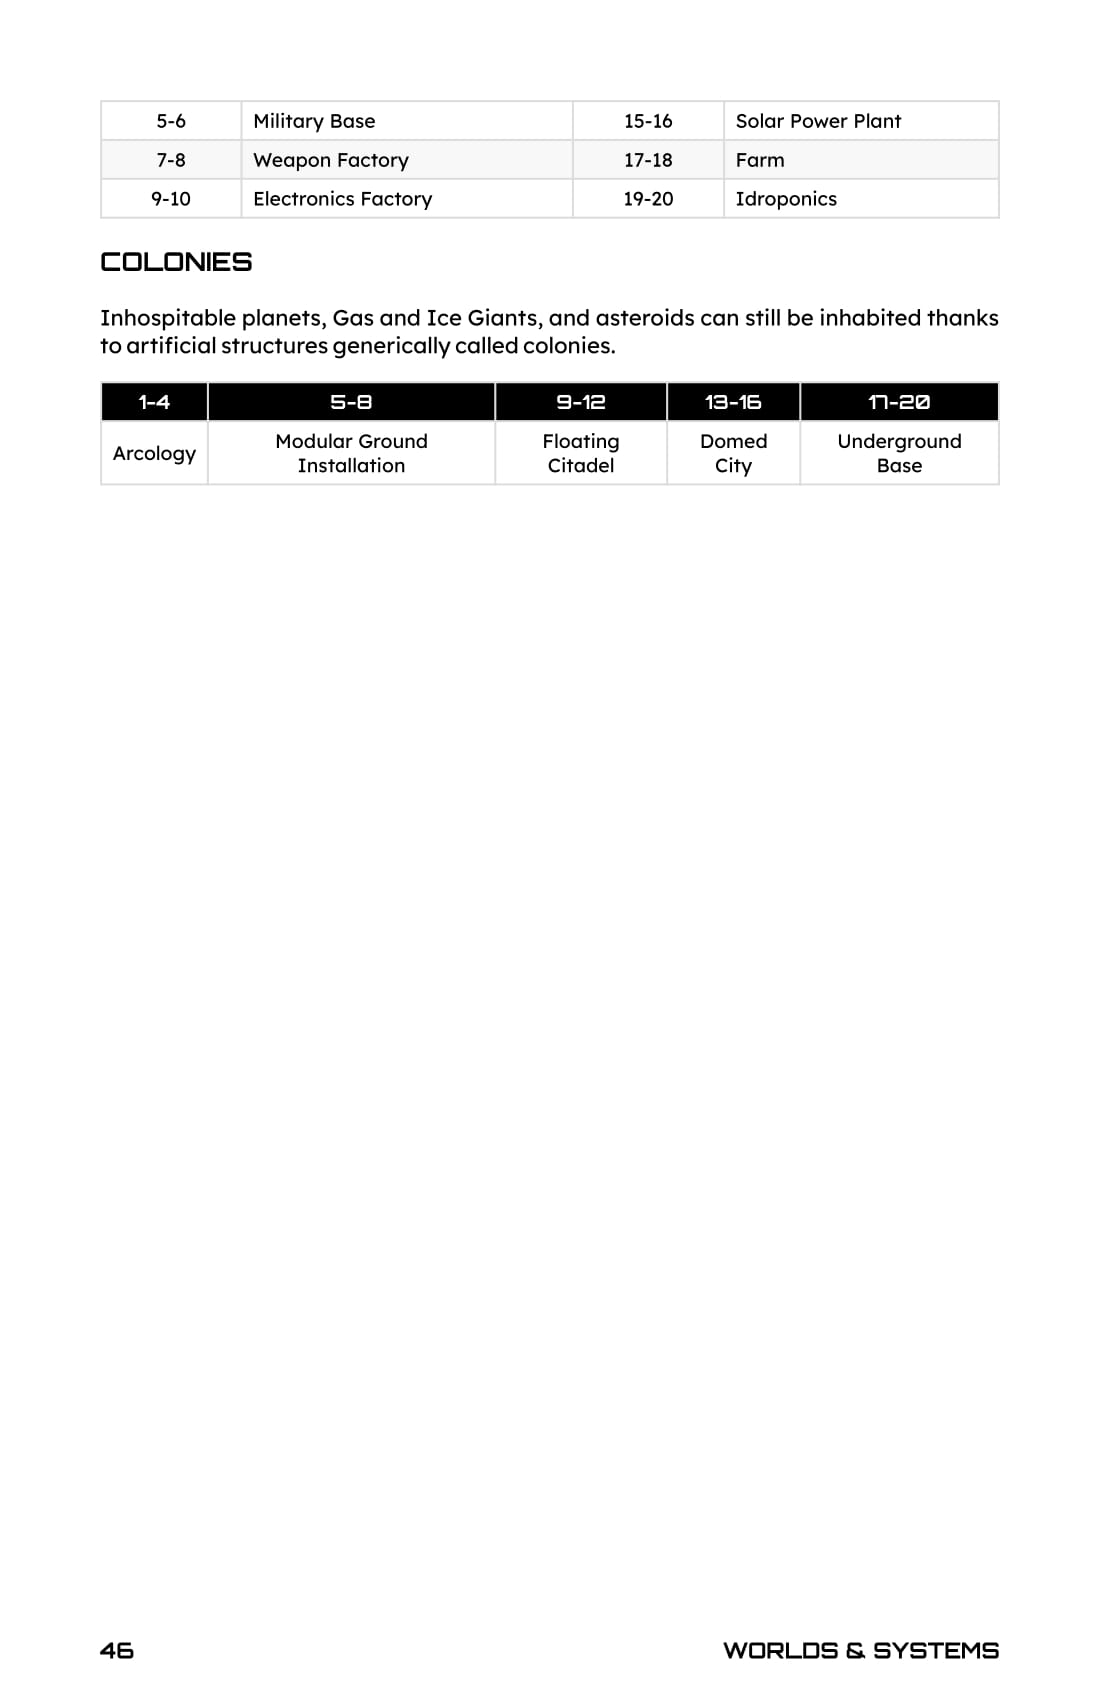 5-6 Military Base 15-16 Solar Power Plant
7-8 Weapon Factory 17-18 Farm
9-10 Electronics Factory 19-20 Idroponics
COLONIES
Inhospitable planets, Gas and Ice Giants, and asteroids can still be inhabited thanks
to artificial structures generically called colonies.
1-4 5-8 9-12 13-16 17-20
Arcology Modular Ground Installation Floating Citadel Domed City Underground Base
46 WORLDS & SYSTEMS